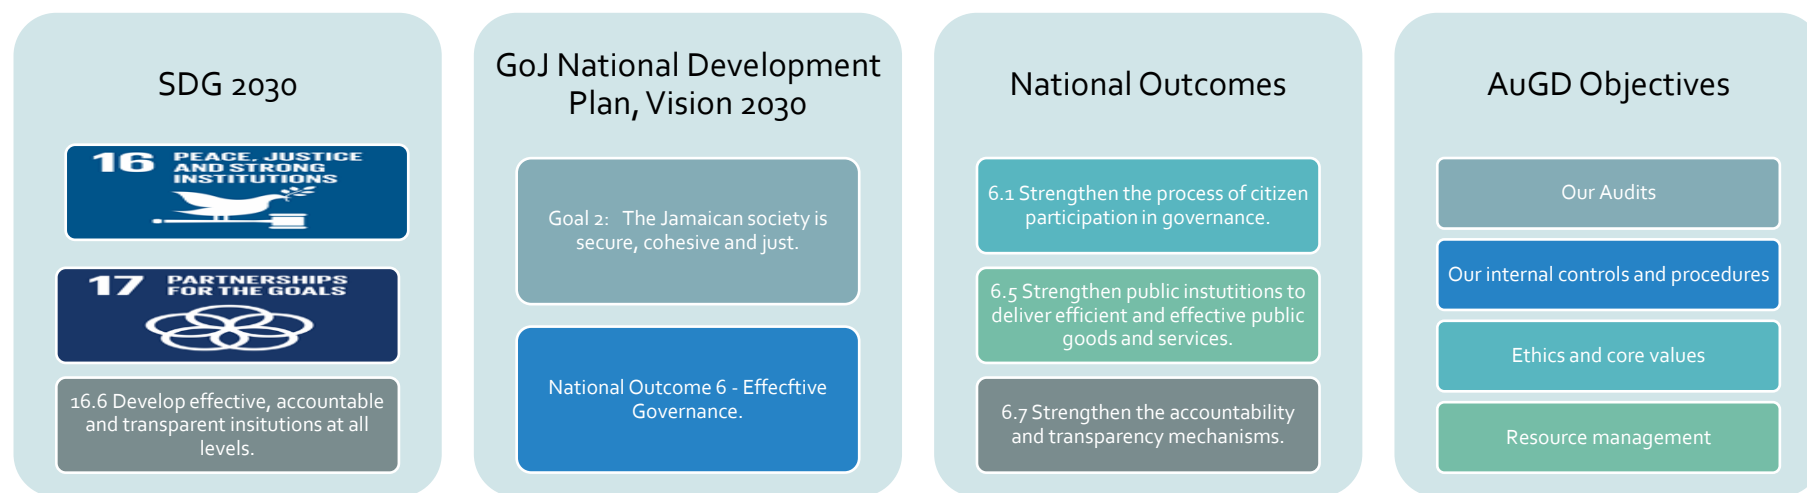 SDG 2030
16 PEACE, JUSTICE
AND STRONG
INSTITUTIONS
17 PARTNERSHIPS
FOR THE GOALS
16.6 Develop effective, accountable
and transparent insitutions at all
levels.
GoJ National Development
Plan, Vision 2030
Goal 2: The Jamaican society is
secure, cohesive and just.
National Outcome 6 - Effecftive
Governance.
National Outcomes
6.1 Strengthen the process of citizen
participation in governance.
6.5 Strengthen public instutitions to
deliver efficient and effective public
goods and services.
6.7 Strengthen the accountability
and transparency mechanisms.
AuGD Objectives
Our Audits
Our internal controls and procedures
Ethics and core values
Resource management